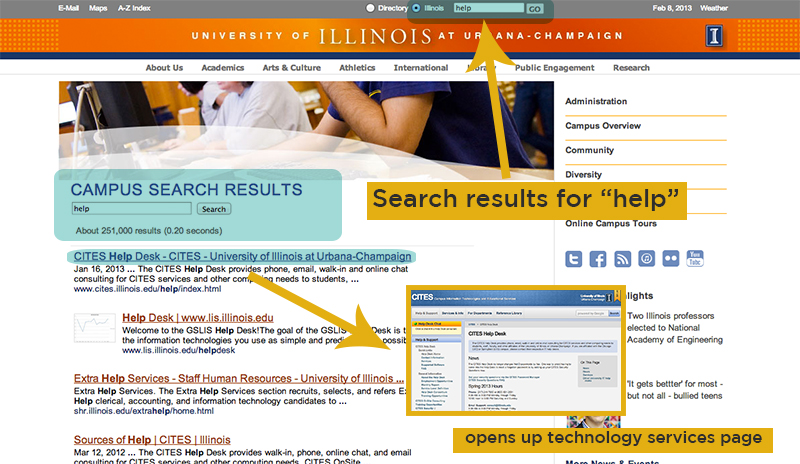 E-Mail Maps A-Z Index Directory Illinois help GO Feb 8, 2013 Weather
UNIVERSITY OF ILLINOIS AT URBANA-CHAMPAIGN
About Us Academics Arts & Culture Athletics International Public Engagement Research
Administration
Campus Overview
Community
Diversity
Search results for “help”
Online Campus Tours
CAMPUS SEARCH RESULTS
help Search
About 251,000 results (0.20 seconds)
CITES Help Desk - CITES - University of Illinois at Urbana-Champaign
Jan 16, 2013 ... The CITES Help Desk provides phone, email, walk-in and online chat
consulting for CITES services and other computing needs to students, ...
www.cites.illinois.edu/help/index.html
Help Desk | www.lis.illinois.edu
Welcome to the GSLIS Help Desk!The goal of the GSLIS Desk is t
the information technologies you use as simple and
www.lis.illinois.edu/helpdesk
Extra Help Services - Staff Human Resources - University of Illinois ...
Extra Help Services. The Extra Help Services section recruits, selects, and refers E
Help clerical, accounting, and information technology candidates to ...
shr.illinois.edu/extrahelp/home.html
Sources of Help | CITES | Illinois
Mar 12, 2012 ... The CITES Help Desk provides walk-in, phone, online chat, and email
consulting for CITES services and other computing needs. CITES OnSite
You Tube
lights
Two Illinois professors
elected to National
Academy of Engineering
'It gets bettter' for most -
but not all - bullied teens
More News & Events
CITES
CITES Help Desk
News
Spring 2013 Hours
On This Page
opens up technology services page